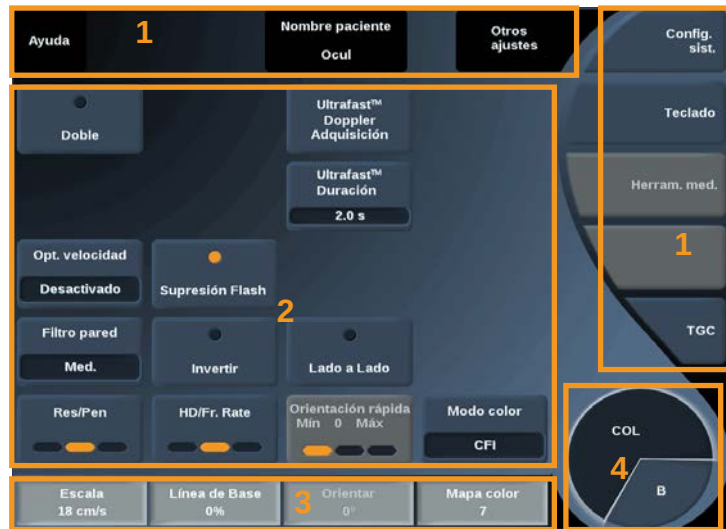 Ayuda
1
Nombre paciente
Ocul
Otros
ajustes
Config.
sist.
Doble
Ultrafast™
Doppler
Adquisición
Teclado
Ultrafast™
Duración
2.0 s
Herram. med.
1
Opt. velocidad
Desactivado
Supresión Flash
2
Filtro pared
Med.
Invertir
Lado a Lado
TGC
Res/Pen
HD/Fr. Rate
Orientación rápida
Mín 0 Máx
Modo color
CFI
COL
4
B
Escala
18 cm/s
Línea de Base
0%
3
Orientar
0º
Mapa color
7